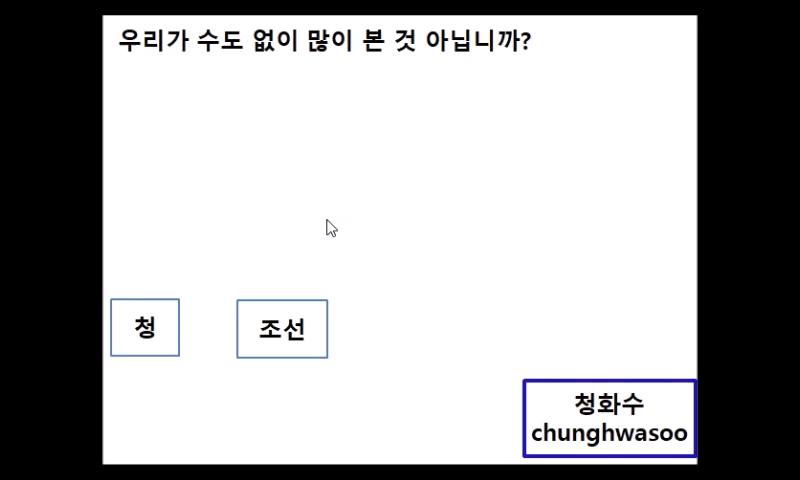 우리가 수도 없이 많이 본 것 아닙니까?
청
조선
청화수
chunghwasoo